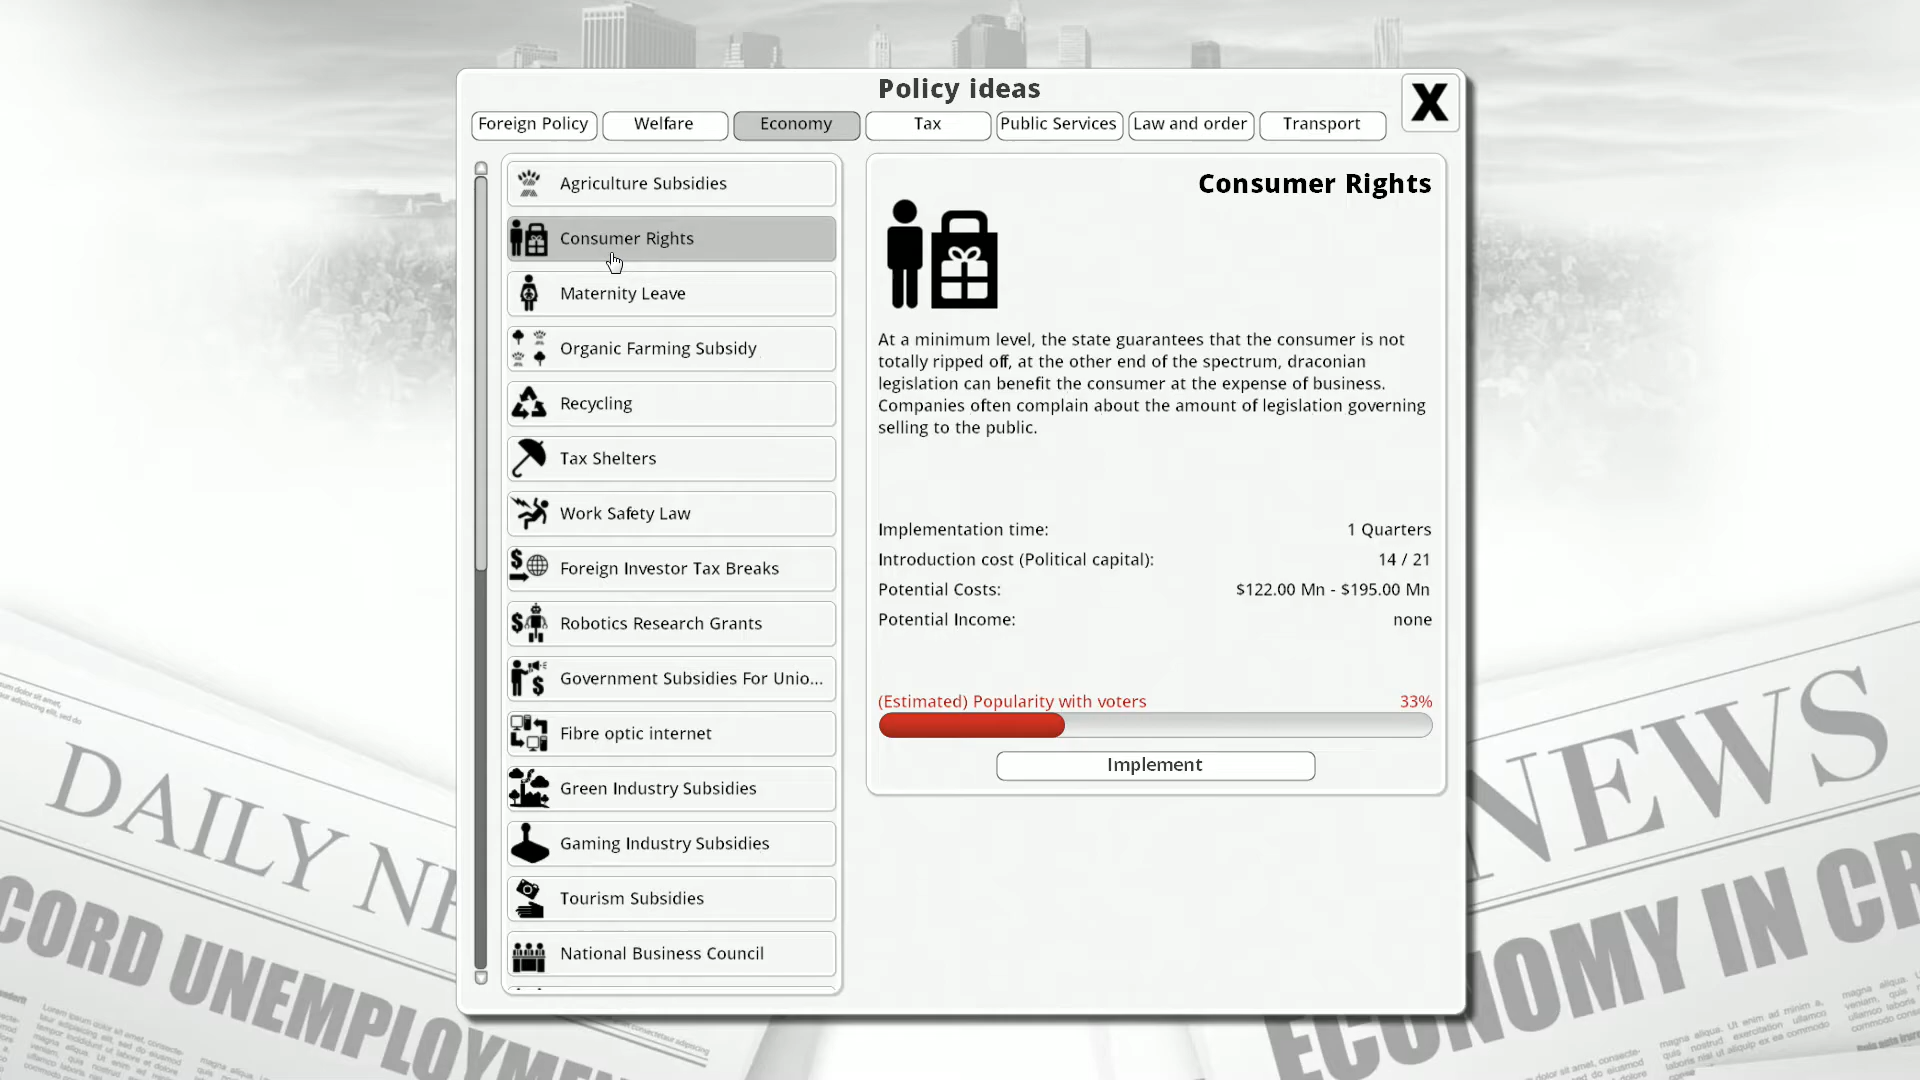 Policy ideas
X
Foreign Policy
Welfare
Economy
Tax
Public Services
Law and order
Transport
Agriculture Subsidies
Consumer Rights
Maternity Leave
Organic Farming Subsidy
Recycling
Tax Shelters
Work Safety Law
Foreign Investor Tax Breaks
Robotics Research Grants
Government Subsidies For Unio...
Fibre optic internet
Green Industry Subsidies
Gaming Industry Subsidies
Tourism Subsidies
National Business Council
Consumer Rights
At a minimum level, the state guarantees that the consumer is not
totally ripped off, at the other end of the spectrum, draconian
legislation can benefit the consumer at the expense of business.
Companies often complain about the amount of legislation governing
selling to the public.
Implementation time: 1 Quarters
Introduction cost (Political capital): 14 / 21
Potential Costs: $122.00 Mn - $195.00 Mn
Potential Income: none
(Estimated) Popularity with voters 33%
Implement
DAILY NE
CORD UNEMPLOYME
NEWS
ECONOMY IN CR